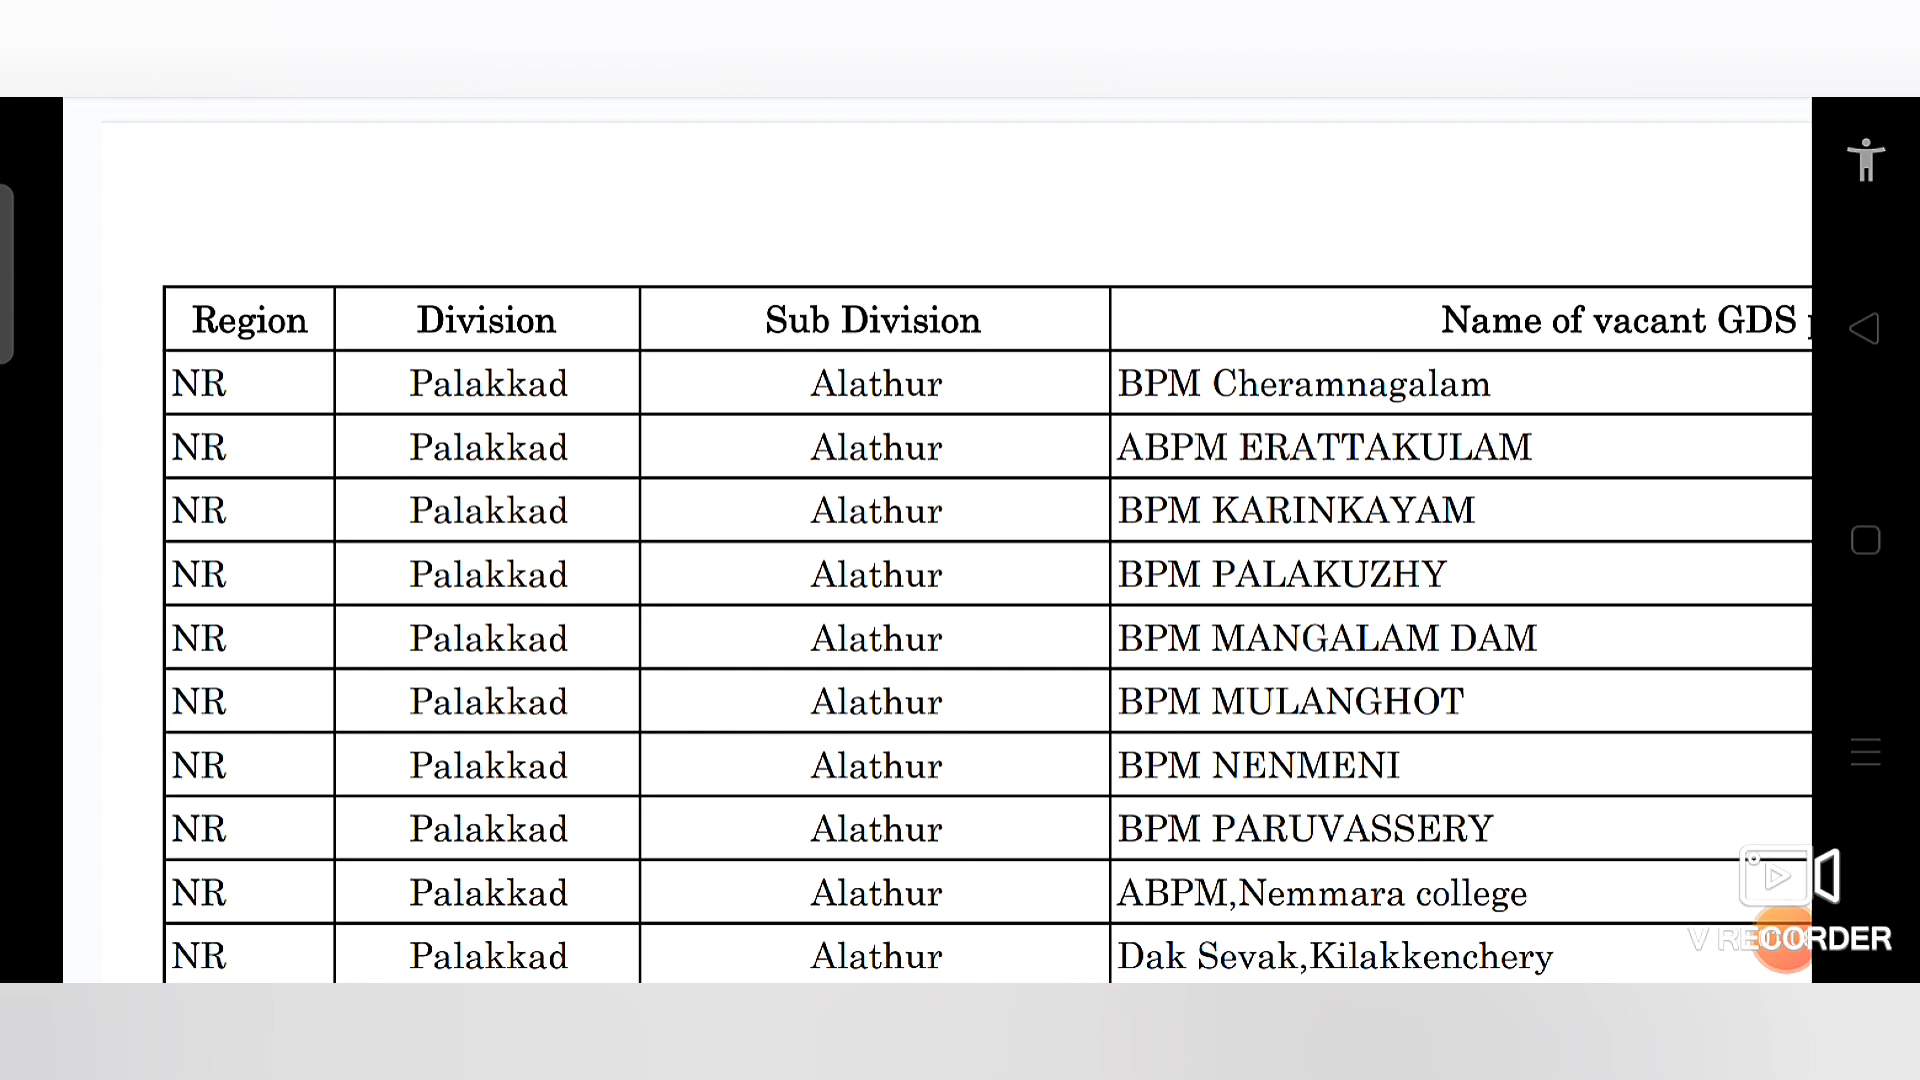 Region Division Sub Division Name of vacant GDS
NR Palakkad Alathur BPM Cheramnagalam
NR Palakkad Alathur ABPM ERATTAKULAM
NR Palakkad Alathur BPM KARINKAYAM
NR Palakkad Alathur BPM PALAKUZHY
NR Palakkad Alathur BPM MANGALAM DAM
NR Palakkad Alathur BPM MULANGHOT
NR Palakkad Alathur BPM NENMENI
NR Palakkad Alathur BPM PARUVASSERY
NR Palakkad Alathur ABPM,Nemmara college
NR Palakkad Alathur Dak Sevak,Kilakkenchery
V RECORDER